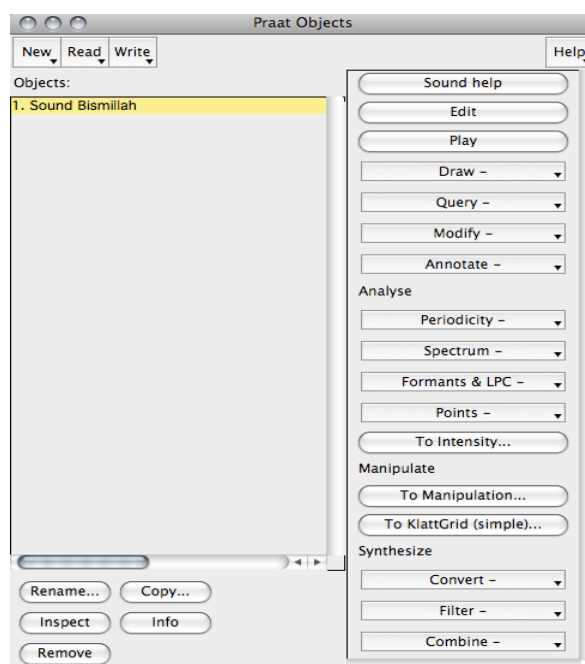 Praat Objects
New Read Write Help
Objects:
1. Sound Bismillah
Sound help
Edit
Play
Draw –
Query –
Modify –
Annotate –
Analyse
Periodicity –
Spectrum –
Formants & LPC –
Points –
To Intensity...
Manipulate
To Manipulation...
To KlattGrid (simple)...
Synthesize
Convert –
Filter –
Combine –
Rename... Copy...
Inspect Info
Remove